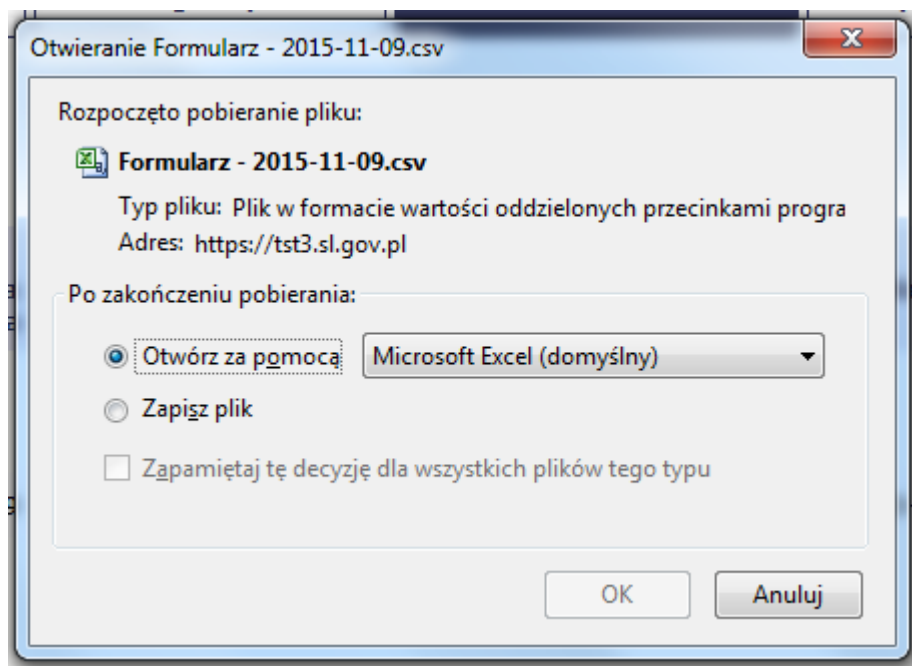 Otwieranie Formularz - 2015-11-09.csv
Rozpoczęto pobieranie pliku:
Formularz - 2015-11-09.csv
Typ pliku: Plik w formacie wartości oddzielonych przecinkami progra
Adres: https://tst3.sl.gov.pl
Po zakończeniu pobierania:
Otwórz za pomocą Microsoft Excel (domyślny)
Zapisz plik
Zapamiętaj tę decyzję dla wszystkich plików tego typu
OK Anuluj